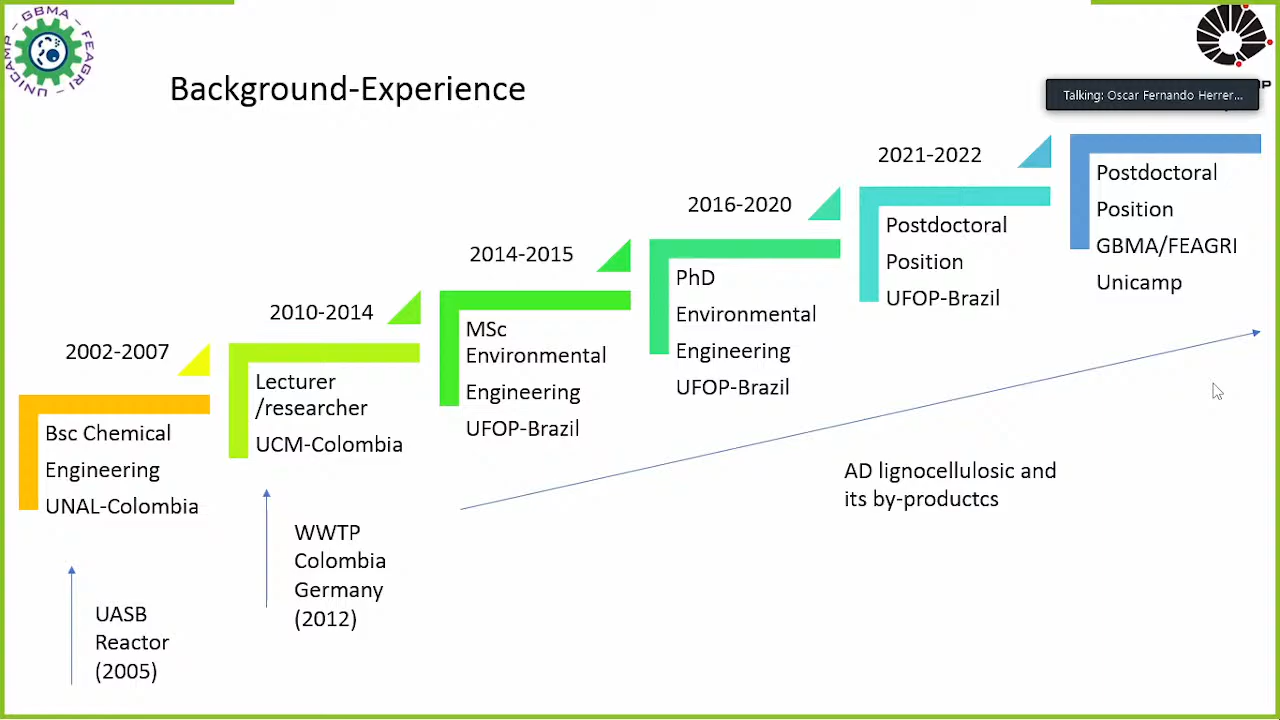 UNICAMP - GBMA - FEAGRI -
Background-Experience
Talking: Oscar Fernando Herrer...
2002-2007
Bsc Chemical
Engineering
UNAL-Colombia
2010-2014
Lecturer
/researcher
UCM-Colombia
2014-2015
MSc
Environmental
Engineering
UFOP-Brazil
2016-2020
PhD
Environmental
Engineering
UFOP-Brazil
2021-2022
Postdoctoral
Position
UFOP-Brazil
Postdoctoral
Position
GBMA/FEAGRI
Unicamp
UASB
Reactor
(2005)
WWTP
Colombia
Germany
(2012)
AD lignocellulosic and
its by-productcs